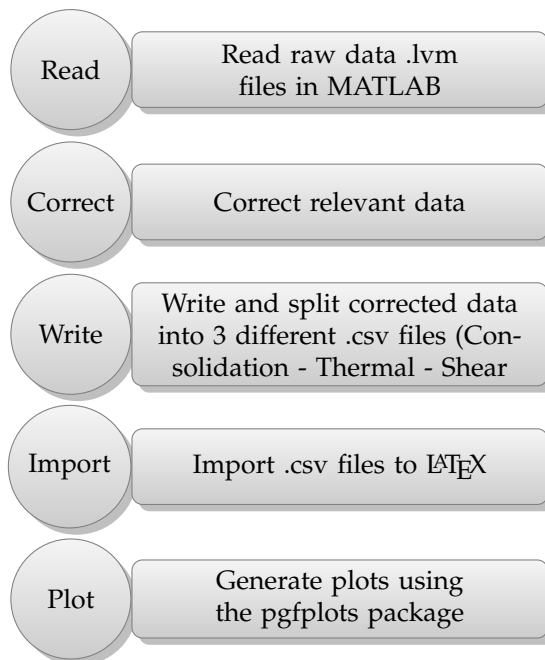 Read
Read raw data .lvm
files in MATLAB
Correct
Correct relevant data
Write
Write and split corrected data
into 3 different .csv files (Con-
solidation - Thermal - Shear
Import
Import .csv files to LATEX
Plot
Generate plots using
the pgfplots package